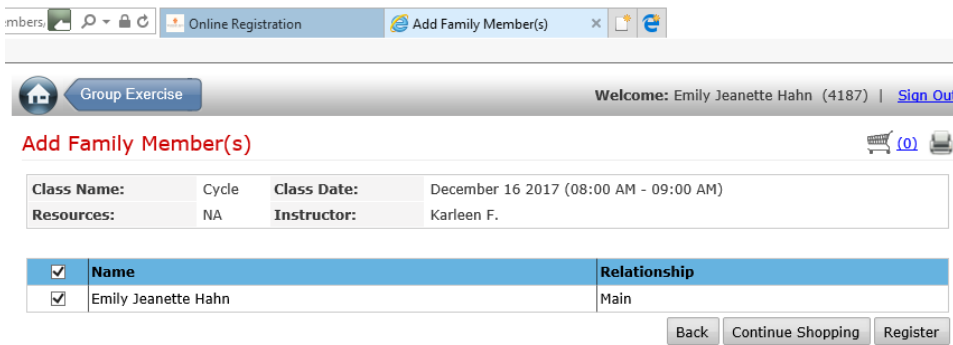 embers/ Online Registration Add Family Member(s)
Group Exercise Welcome: Emily Jeanette Hahn (4187) | Sign Out
Add Family Member(s) (0)
Class Name: Cycle Class Date: December 16 2017 (08:00 AM - 09:00 AM)
Resources: NA Instructor: Karleen F.
Name Relationship
Emily Jeanette Hahn Main
Back Continue Shopping Register